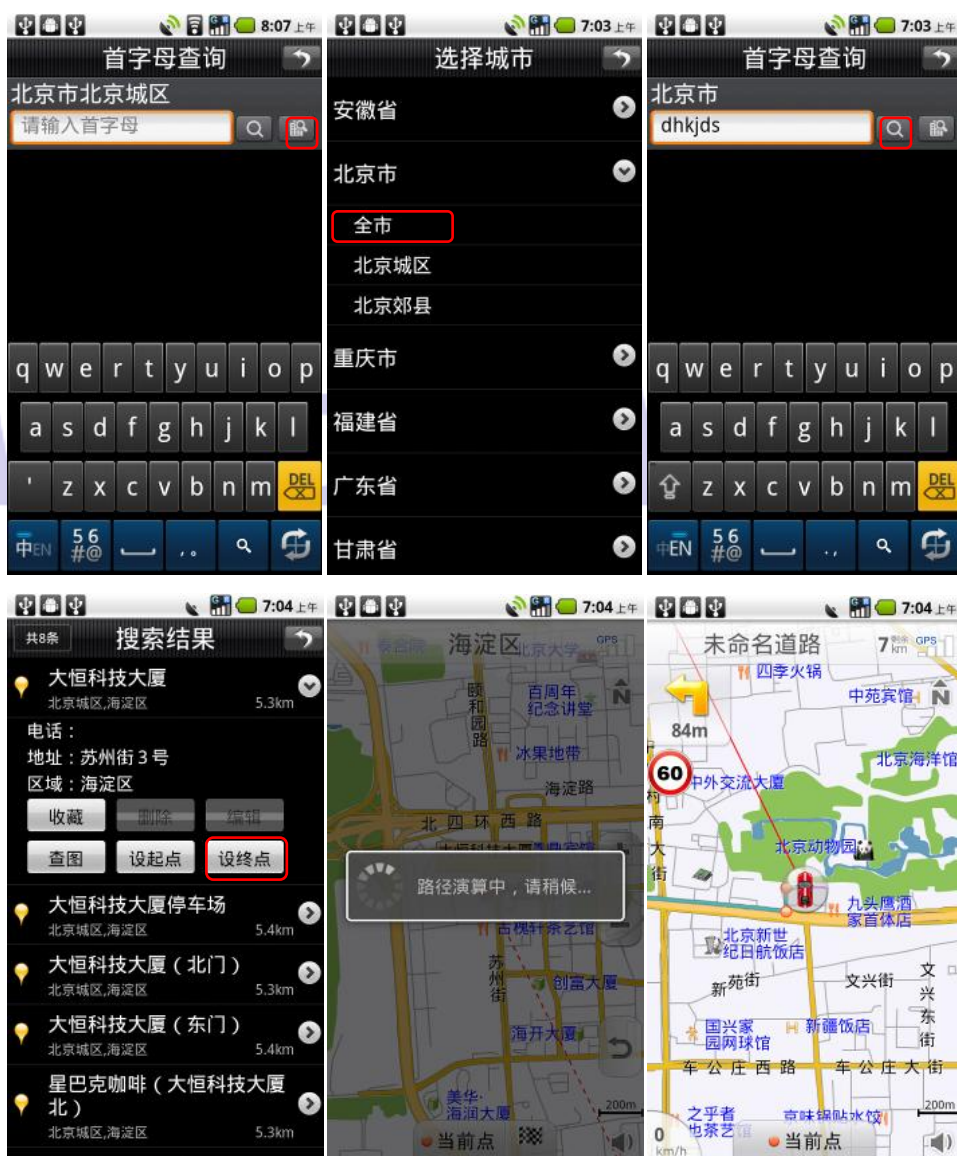 8:07 上午
首字母查询
北京市北京城区
请输入首字母
q w e r t y u i o p
a s d f g h j k l
' z x c v b n m DEL
中EN 56 #@ ,。
7:03 上午
选择城市
安徽省
北京市
全市
北京城区
北京郊县
重庆市
福建省
广东省
甘肃省
7:03 上午
首字母查询
北京市
dhkjds
q w e r t y u i o p
a s d f g h j k l
z x c v b n m DEL
中EN 56 #@ .,
7:04 上午
共8条 搜索结果
大恒科技大厦
北京城区,海淀区 5.3km
电话：
地址：苏州街3号
区域：海淀区
收藏 删除 编辑
查图 设起点 设终点
大恒科技大厦停车场
北京城区,海淀区 5.4km
大恒科技大厦（北门）
北京城区,海淀区 5.3km
大恒科技大厦（东门）
北京城区,海淀区 5.4km
星巴克咖啡（大恒科技大厦
北）
北京城区,海淀区 5.3km
7:04 上午
海淀区
GPS
北京大学
N
颐和园路
百周年
纪念讲堂
冰果地带
海淀路
北四环西路
路径演算中，请稍候...
古槐轩茶艺馆
苏州街
创富大厦
海开大厦
美华·
海润大厦
200m
当前点
7:04 上午
未命名道路
7 剩余 km GPS
四季火锅
N
中苑宾馆
84m
北京海洋馆
60
中外交流大厦
村南大街
北京动物园
九头鹰酒
家首体店
北京新世
纪日航饭店
新苑街
文兴街
文兴东街
国兴家
园网球馆
新疆饭店
车公庄西路
车公庄大街
200m
之乎者
也茶艺
京味锅贴水饺
0
km/h
当前点